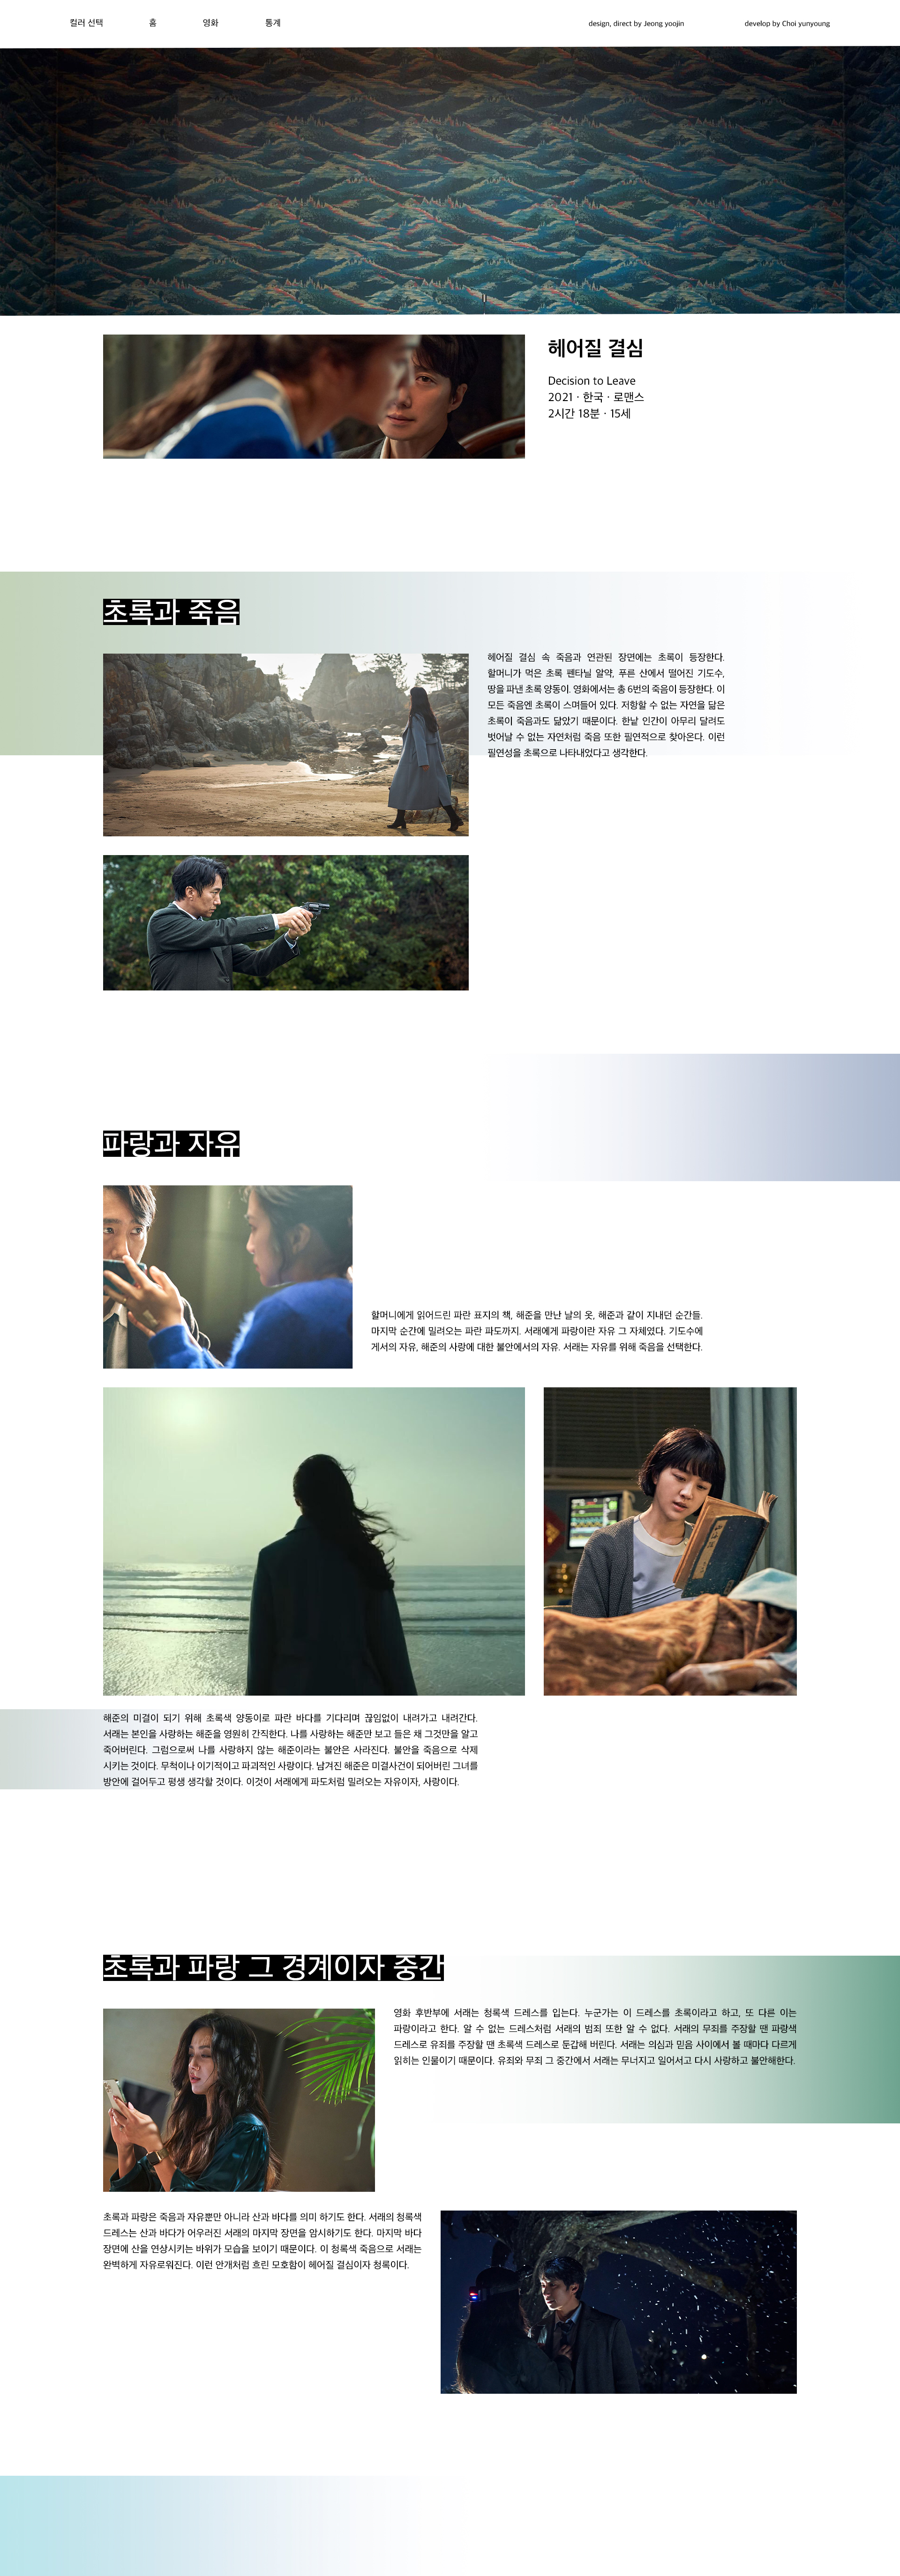 컬러 선택
홈
영화
통계
design, direct by Jeong yoojin
develop by Choi yunyoung
헤어질 결심
Decision to Leave
2021 · 한국 · 로맨스
2시간 18분 · 15세
초록과 죽음
헤어질 결심 속 죽음과 연관된 장면에는 초록이 등장한다.
할머니가 먹은 초록 펜타닐 알약, 푸른 산에서 떨어진 기도수,
땅을 파낸 초록 양동이. 영화에서는 총 6번의 죽음이 등장한다. 이
모든 죽음엔 초록이 스며들어 있다. 저항할 수 없는 자연을 닮은
초록이 죽음과도 닮았기 때문이다. 한낱 인간이 아무리 달려도
벗어날 수 없는 자연처럼 죽음 또한 필연적으로 찾아온다. 이런
필연성을 초록으로 나타내었다고 생각한다.
파랑과 자유
할머니에게 읽어드린 파란 표지의 책, 해준을 만난 날의 옷, 해준과 같이 지내던 순간들.
마지막 순간에 밀려오는 파란 파도까지. 서래에게 파랑이란 자유 그 자체였다. 기도수에
게서의 자유, 해준의 사랑에 대한 불안에서의 자유. 서래는 자유를 위해 죽음을 선택한다.
해준의 미결이 되기 위해 초록색 양동이로 파란 바다를 기다리며 끊임없이 내려가고 내려간다.
서래는 본인을 사랑하는 해준을 영원히 간직한다. 나를 사랑하는 해준만 보고 들은 채 그것만을 알고
죽어버린다. 그럼으로써 나를 사랑하지 않는 해준이라는 불안은 사라진다. 불안을 죽음으로 삭제
시키는 것이다. 무척이나 이기적이고 파괴적인 사랑이다. 남겨진 해준은 미결사건이 되어버린 그녀를
방안에 걸어두고 평생 생각할 것이다. 이것이 서래에게 파도처럼 밀려오는 자유이자, 사랑이다.
초록과 파랑 그 경계이자 중간
영화 후반부에 서래는 청록색 드레스를 입는다. 누군가는 이 드레스를 초록이라고 하고, 또 다른 이는
파랑이라고 한다. 알 수 없는 드레스처럼 서래의 범죄 또한 알 수 없다. 서래의 무죄를 주장할 땐 파랑색
드레스로 유죄를 주장할 땐 초록색 드레스로 둔갑해 버린다. 서래는 의심과 믿음 사이에서 볼 때마다 다르게
읽히는 인물이기 때문이다. 유죄와 무죄 그 중간에서 서래는 무너지고 일어서고 다시 사랑하고 불안해한다.
초록과 파랑은 죽음과 자유뿐만 아니라 산과 바다를 의미 하기도 한다. 서래의 청록색
드레스는 산과 바다가 어우러진 서래의 마지막 장면을 암시하기도 한다. 마지막 바다
장면에 산을 연상시키는 바위가 모습을 보이기 때문이다. 이 청록색 죽음으로 서래는
완벽하게 자유로워진다. 이런 안개처럼 흐린 모호함이 헤어질 결심이자 청록이다.